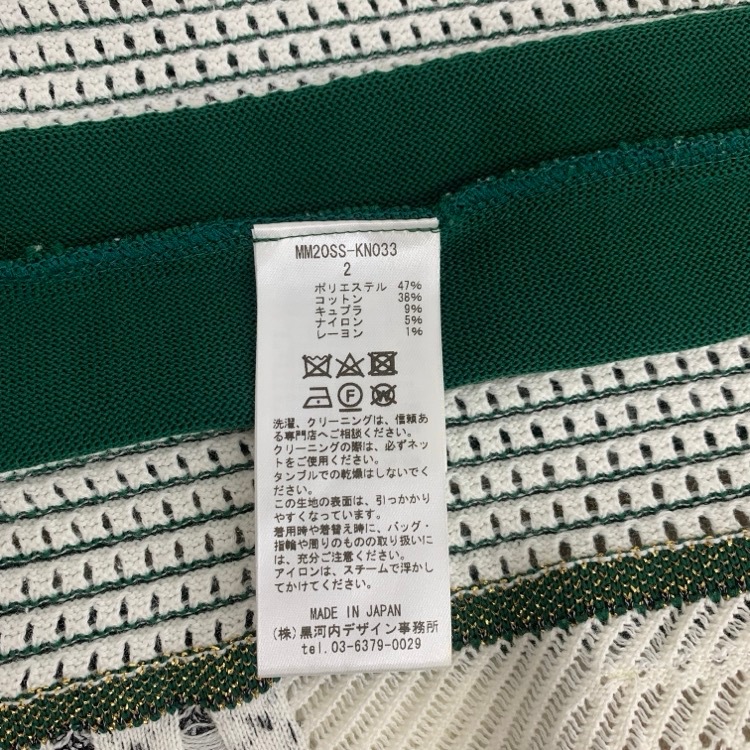 MM20SS-KN033
2
ポリエステル 47%
コットン 38%
キュプラ 9%
ナイロン 5%
レーヨン 1%
F W
洗濯、クリーニングは、信頼あ
る専門店へご相談ください。
クリーニングの際は、必ずネッ
トをご使用ください。
タンブルでの乾燥はしないでく
ださい。
この生地の表面は、引っかかり
やすくなっています。
着用時や着替え時に、バッグ・
指輪や周りのものの取り扱いに
は、充分ご注意ください。
アイロンは、スチームで浮かし
てかけてください。
MADE IN JAPAN
(株)黒河内デザイン事務所
tel. 03-6379-0029